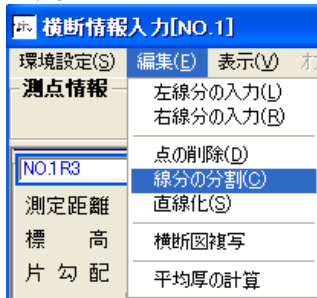 横断情報入力[NO.1]
環境設定(S) 編集(E) 表示(V)
測点情報
左線分の入力(L)
右線分の入力(R)
点の削除(D)
NO.1R3
線分の分割(C)
測定距離
直線化(S)
標高
横断図複写
片勾配
平均厚の計算